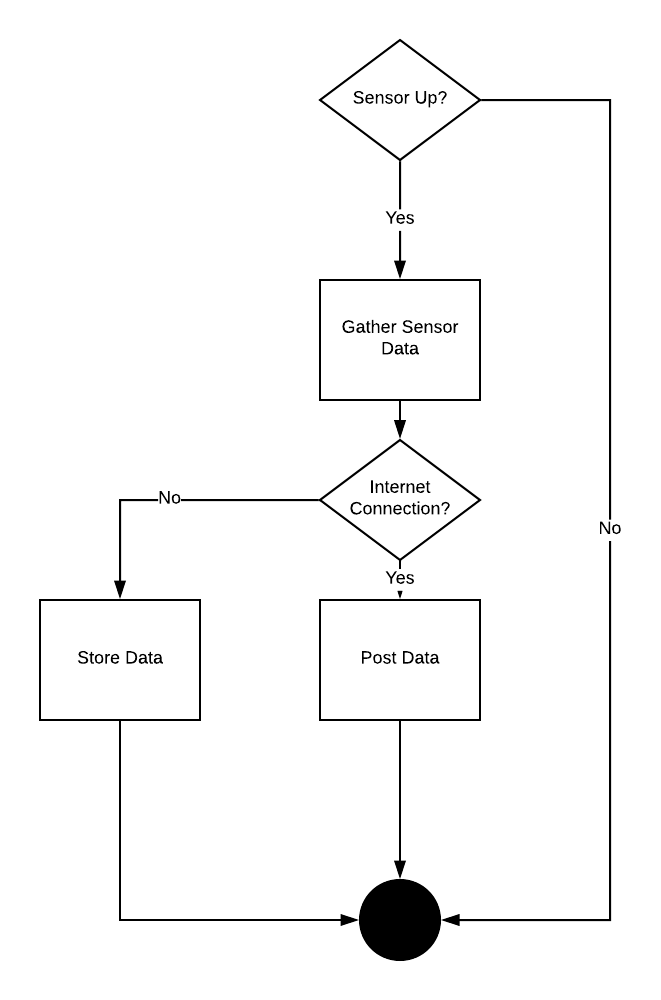 Sensor Up?
Yes
Gather Sensor
Data
Internet
Connection?
No
No
Yes
Store Data
Post Data